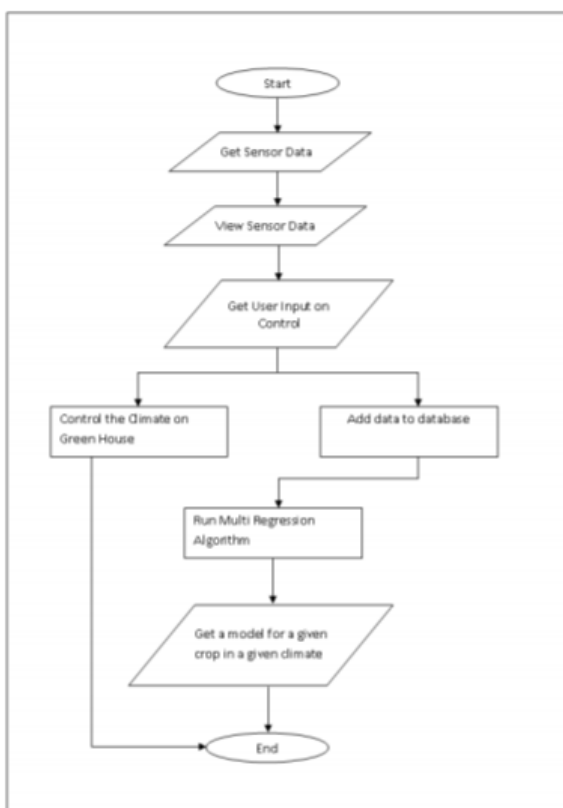 Start
Get Sensor Data
View Sensor Data
Get User Input on
Control
Control the Climate on
Green House
Add data to database
Run Multi Regression
Algorithm
Get a model for a given
crop in a given climate
End